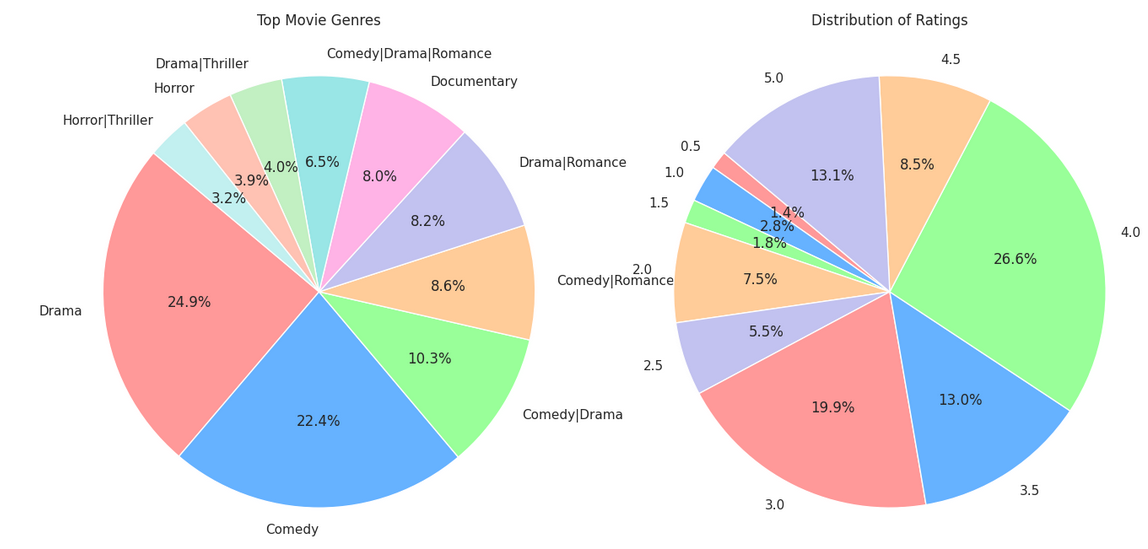 Top Movie Genres
Drama
24.9%
Comedy
22.4%
Comedy|Drama
10.3%
Comedy|Romance
8.6%
Drama|Romance
8.2%
Documentary
8.0%
Comedy|Drama|Romance
6.5%
Drama|Thriller
4.0%
Horror
3.9%
Horror|Thriller
3.2%
Distribution of Ratings
0.5
1.4%
1.0
2.8%
1.5
1.8%
2.0
7.5%
2.5
5.5%
3.0
19.9%
3.5
13.0%
4.0
26.6%
4.5
8.5%
5.0
13.1%